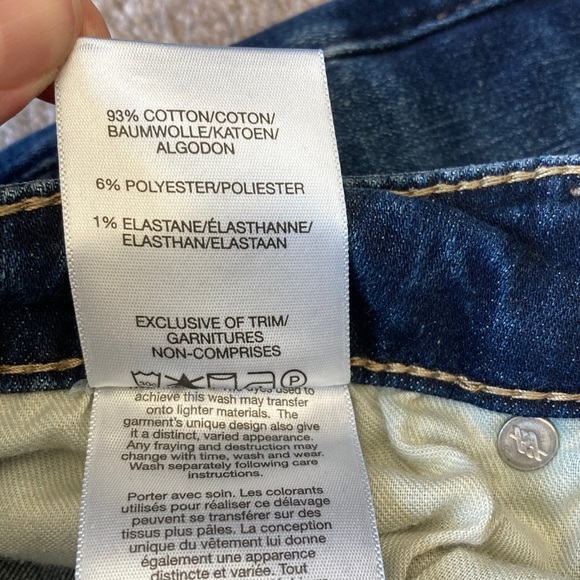 93% COTTON/COTON/
BAUMWOLLE/KATOEN/
ALGODON
6% POLYESTER/POLIESTER
1% ELASTANE/ÉLASTHANNE/
ELASTHAN/ELASTAAN
EXCLUSIVE OF TRIM/
GARNITURES
NON-COMPRISES
30c P
dyes used to
achieve this wash may transfer
onto lighter materials. The
garment's unique design also give
it a distinct, varied appearance.
Any fraying and destruction may
change with time, wash and wear.
Wash separately following care
instructions.
Porter avec soin. Les colorants
utilisés pour réaliser ce délavage
peuvent se transférer sur des
tissus plus pâles. La conception
unique du vêtement lui donne
également une apparence
distincte et variée. Tout